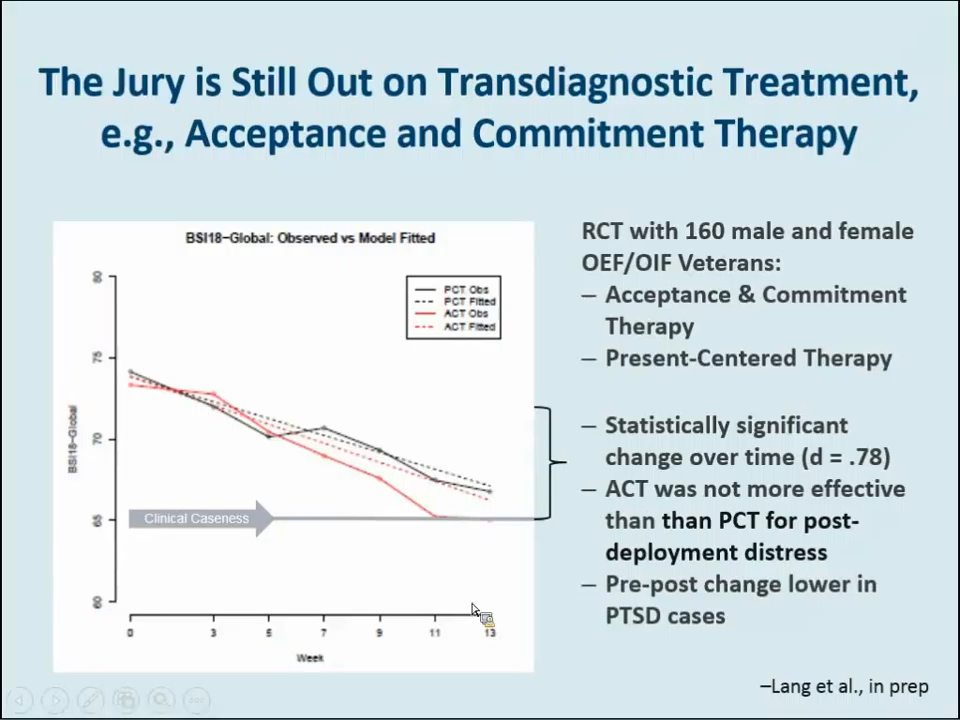 The Jury is Still Out on Transdiagnostic Treatment,
e.g., Acceptance and Commitment Therapy
BSI18-Global: Observed vs Model Fitted
PCT Obs
PCT Fitted
ACT Obs
ACT Fitted
80
75
70
65
60
BSI18-Global
Clinical Caseness
0 3 5 7 9 11 13
Week
RCT with 160 male and female
OEF/OIF Veterans:
– Acceptance & Commitment
Therapy
– Present-Centered Therapy
– Statistically significant
change over time (d = .78)
– ACT was not more effective
than than PCT for post-
deployment distress
– Pre-post change lower in
PTSD cases
–Lang et al., in prep